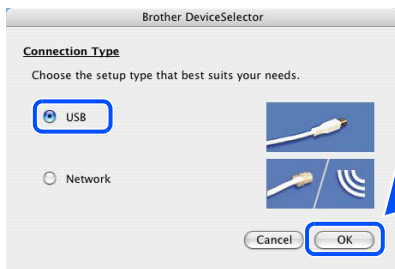 Brother DeviceSelector
Connection Type
Choose the setup type that best suits your needs.
USB
Network
Cancel
OK